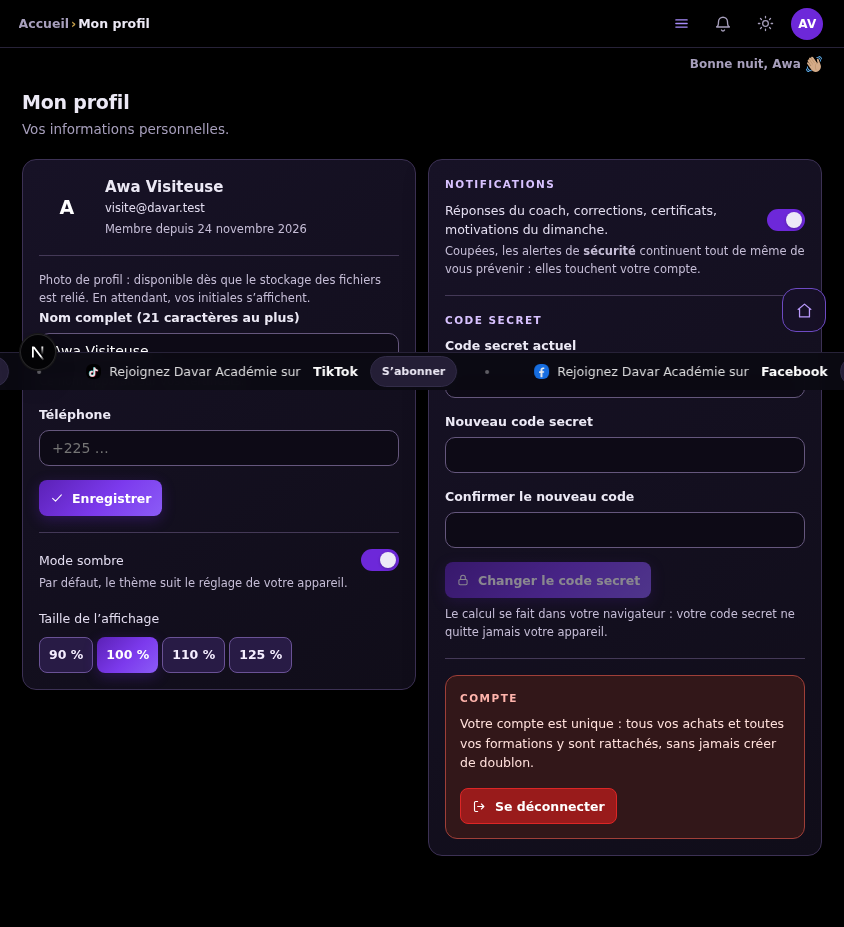 Accueil › Mon profil
AV
Bonne nuit, Awa 👋🏽
Mon profil
Vos informations personnelles.
A
Awa Visiteuse
visite@davar.test
Membre depuis 24 novembre 2026
Photo de profil : disponible dès que le stockage des fichiers
est relié. En attendant, vos initiales s’affichent.
Nom complet (21 caractères au plus)
Awa Visiteuse
Téléphone
+225 …
Enregistrer
Mode sombre
Par défaut, le thème suit le réglage de votre appareil.
Taille de l’affichage
90 % 100 % 110 % 125 %
NOTIFICATIONS
Réponses du coach, corrections, certificats,
motivations du dimanche.
Coupées, les alertes de sécurité continuent tout de même de
vous prévenir : elles touchent votre compte.
CODE SECRET
Code secret actuel
Nouveau code secret
Confirmer le nouveau code
Changer le code secret
Le calcul se fait dans votre navigateur : votre code secret ne
quitte jamais votre appareil.
COMPTE
Votre compte est unique : tous vos achats et toutes
vos formations y sont rattachés, sans jamais créer
de doublon.
Se déconnecter
N
• Rejoignez Davar Académie sur TikTok S’abonner • Rejoignez Davar Académie sur Facebook